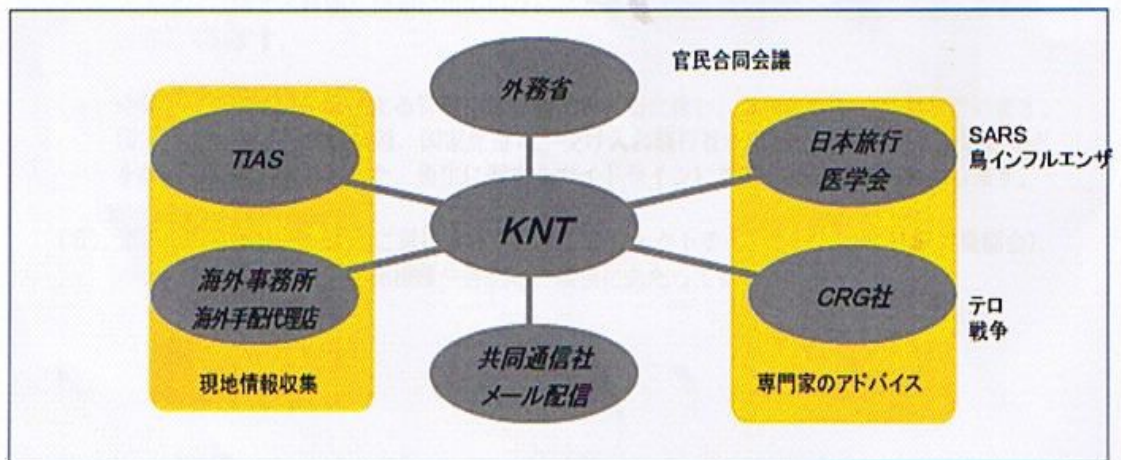 外務省
官民合同会議
TIAS
日本旅行
医学会
SARS
鳥インフルエンザ
KNT
海外事務所
海外手配代理店
CRG社
テロ
戦争
共同通信社
メール配信
現地情報収集
専門家のアドバイス